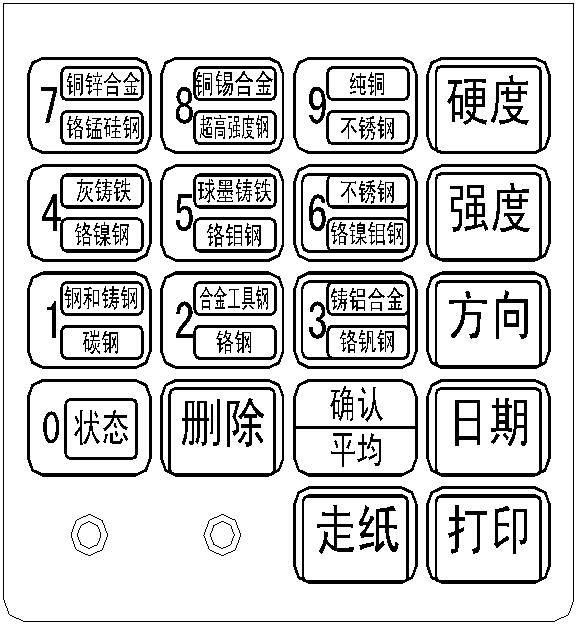 7 铜锌合金 铬锰硅钢
8 铜锡合金 超高强度钢
9 纯铜 不锈钢
硬度
4 灰铸铁 铬镍钢
5 球墨铸铁 铬钼钢
6 不锈钢 铬镍钼钢
强度
1 钢和铸钢 碳钢
2 合金工具钢 铬钢
3 铸铝合金 铬钒钢
方向
0 状态
删除
确认
平均
日期
走纸
打印